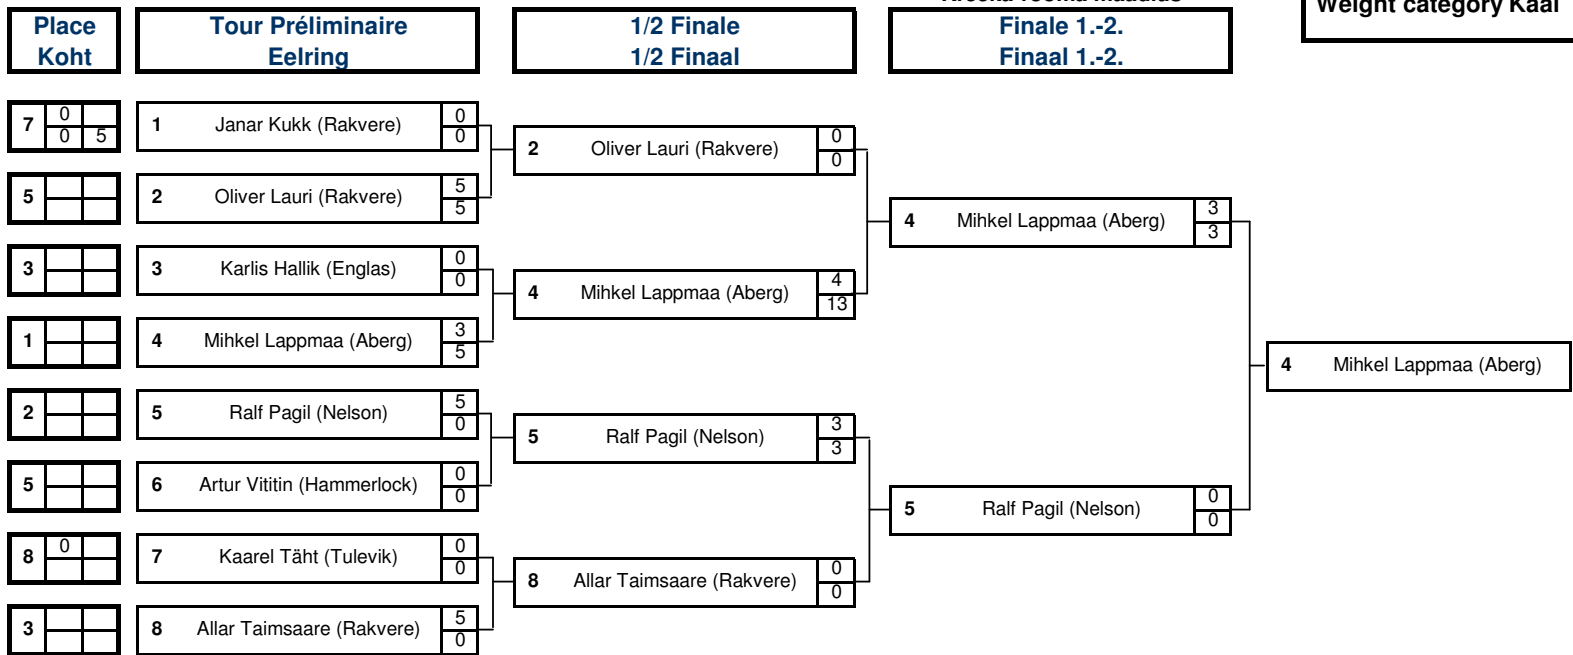 Place
Koht
Tour Préliminaire
Eelring
1/2 Finale
1/2 Finaal
Finale 1.-2.
Finaal 1.-2.
Weight category Kaal
7 0
0 5
1 Janar Kukk (Rakvere) 0
0
5
2 Oliver Lauri (Rakvere) 5
5
3
3 Karlis Hallik (Englas) 0
0
1
4 Mihkel Lappmaa (Aberg) 3
5
2
5 Ralf Pagil (Nelson) 5
0
5
6 Artur Vititin (Hammerlock) 0
0
8 0
7 Kaarel Täht (Tulevik) 0
0
3
8 Allar Taimsaare (Rakvere) 5
0
2 Oliver Lauri (Rakvere) 0
0
4 Mihkel Lappmaa (Aberg) 4
13
5 Ralf Pagil (Nelson) 3
3
8 Allar Taimsaare (Rakvere) 0
0
4 Mihkel Lappmaa (Aberg) 3
3
5 Ralf Pagil (Nelson) 0
0
4 Mihkel Lappmaa (Aberg)